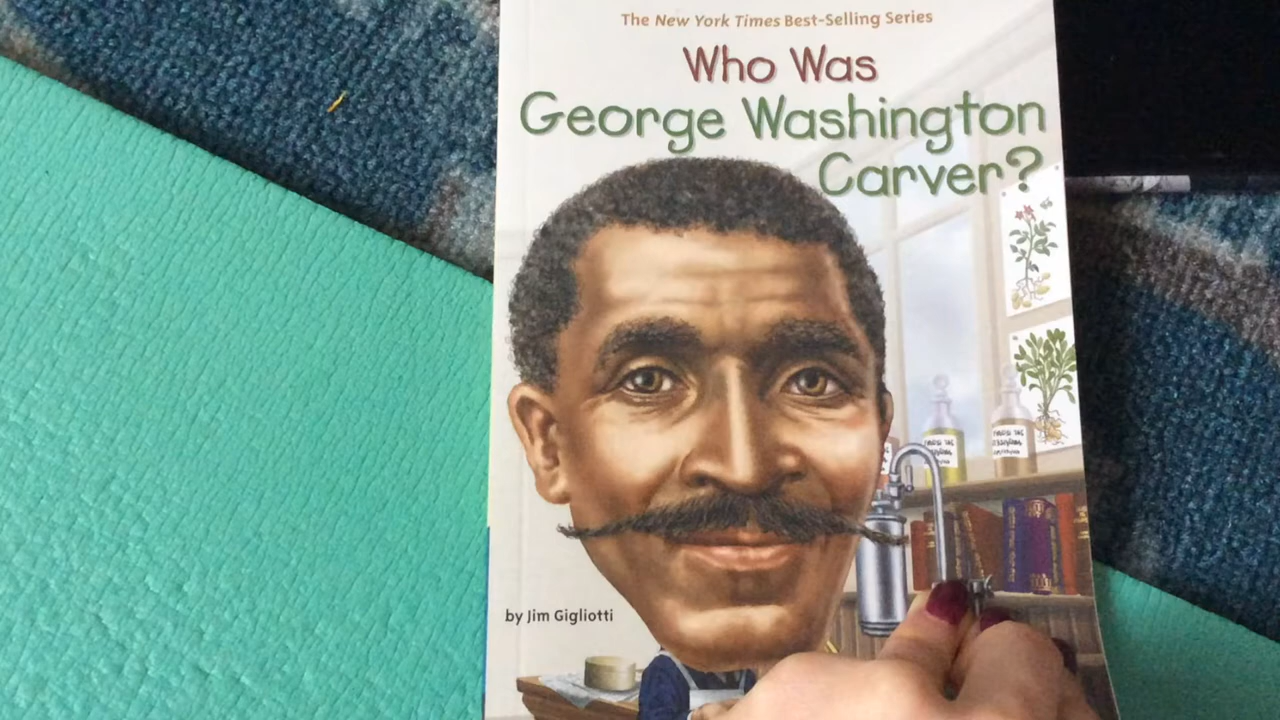 The New York Times Best-Selling Series
Who Was
George Washington
Carver?
by Jim Gigliotti